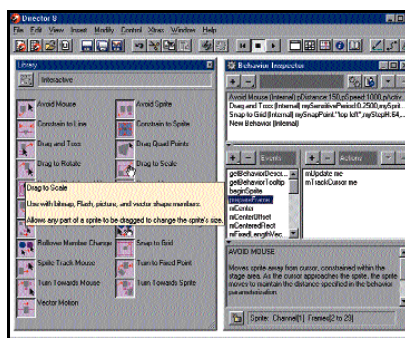 Director 8
File Edit View Insert Modify Control Xtras Window Help
Library
Interactive
Avoid Mouse
Avoid Sprite
Constrain to Line
Constrain to Sprite
Drag and Toss
Drag Quad Points
Drag to Rotate
Drag to Scale
Drag to Scale
Use with bitmap, Flash, picture, and vector shape members.
Allows any part of a sprite to be dragged to change the sprite's size.
Rollover Member Change
Snap to Grid
Sprite Track Mouse
Turn to Fixed Point
Turn Towards Mouse
Turn Towards Sprite
Vector Motion
Behavior Inspector
Avoid Mouse (Internal) pDistance:150,pSpeed:1000,pActiv...
Drag and Toss (Internal) mySensitivePeriod:0.2500,mySprit...
Snap to Grid (Internal) mySnapPoint:"top left",myStepH:64,...
New Behavior (Internal)
Events
Actions
getBehaviorDescr...
getBehaviorTooltip
beginSprite
prepareFrame
mCenter
mCenterOffset
mCenteredRect
mFixedLengthVec...
mUpdate me
mTrackCursor me
AVOID MOUSE
Moves sprite away from cursor, constrained within the
stage area. As the cursor approaches the sprite, the sprite
moves to maintain the distance specified in the behavior
parameterization
Sprite: Channel[1] Frames[2 to 29]